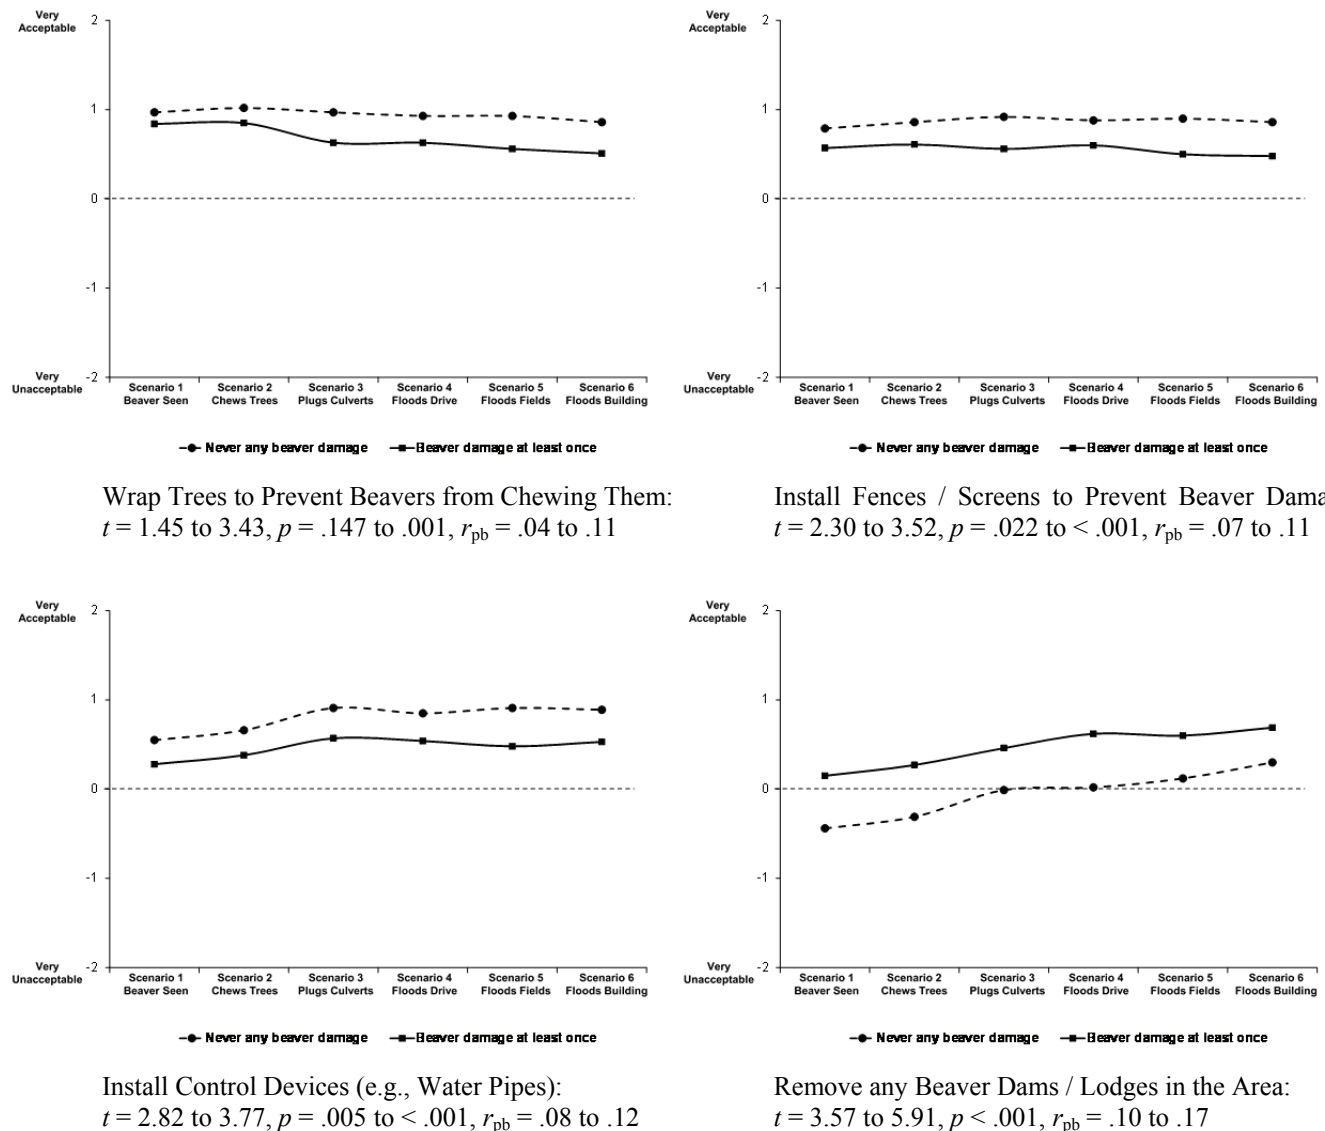 Very
Acceptable
2
1
0
-1
Very
Unacceptable
-2
Scenario 1
Beaver Seen
Scenario 2
Chews Trees
Scenario 3
Plugs Culverts
Scenario 4
Floods Drive
Scenario 5
Floods Fields
Scenario 6
Floods Building
Never any beaver damage
Beaver damage at least once
Wrap Trees to Prevent Beavers from Chewing Them:
t = 1.45 to 3.43, p = .147 to .001, rpb = .04 to .11
Very
Acceptable
2
1
0
-1
Very
Unacceptable
-2
Scenario 1
Beaver Seen
Scenario 2
Chews Trees
Scenario 3
Plugs Culverts
Scenario 4
Floods Drive
Scenario 5
Floods Fields
Scenario 6
Floods Building
Never any beaver damage
Beaver damage at least once
Install Fences / Screens to Prevent Beaver Dama
t = 2.30 to 3.52, p = .022 to < .001, rpb = .07 to .11
Very
Acceptable
2
1
0
-1
Very
Unacceptable
-2
Scenario 1
Beaver Seen
Scenario 2
Chews Trees
Scenario 3
Plugs Culverts
Scenario 4
Floods Drive
Scenario 5
Floods Fields
Scenario 6
Floods Building
Never any beaver damage
Beaver damage at least once
Install Control Devices (e.g., Water Pipes):
t = 2.82 to 3.77, p = .005 to < .001, rpb = .08 to .12
Very
Acceptable
2
1
0
-1
Very
Unacceptable
-2
Scenario 1
Beaver Seen
Scenario 2
Chews Trees
Scenario 3
Plugs Culverts
Scenario 4
Floods Drive
Scenario 5
Floods Fields
Scenario 6
Floods Building
Never any beaver damage
Beaver damage at least once
Remove any Beaver Dams / Lodges in the Area:
t = 3.57 to 5.91, p < .001, rpb = .10 to .17